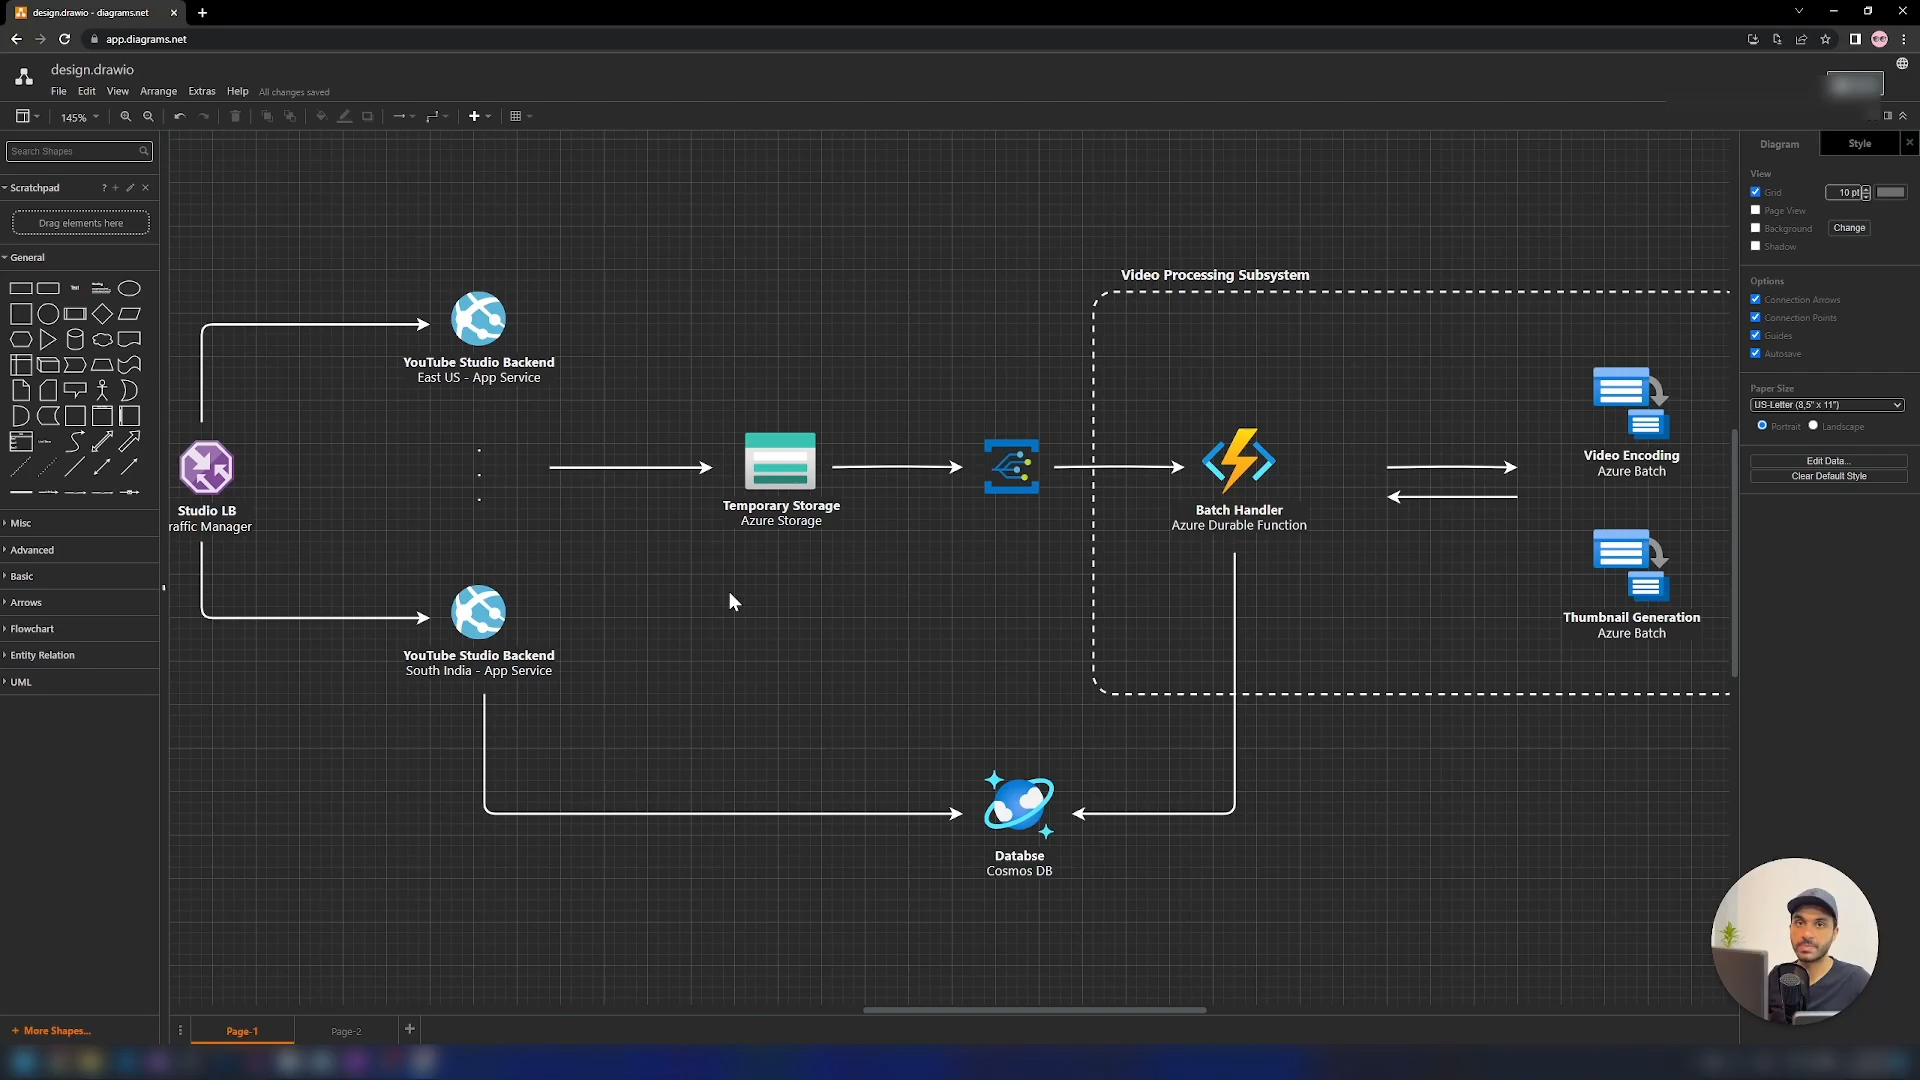 design.drawio - diagrams.net
app.diagrams.net
design.drawio
File Edit View Arrange Extras Help All changes saved
145%
Search Shapes
Scratchpad
Drag elements here
General
Text
Misc
Advanced
Basic
Arrows
Flowchart
Entity Relation
UML
+ More Shapes...
Studio LB
raffic Manager
YouTube Studio Backend
East US - App Service
YouTube Studio Backend
South India - App Service
Temporary Storage
Azure Storage
Video Processing Subsystem
Batch Handler
Azure Durable Function
Video Encoding
Azure Batch
Thumbnail Generation
Azure Batch
Databse
Cosmos DB
Page-1
Page-2
Diagram
Style
View
Grid
10 pt
Page View
Background
Change
Shadow
Options
Connection Arrows
Connection Points
Guides
Autosave
Paper Size
US-Letter (8,5" x 11")
Portrait
Landscape
Edit Data...
Clear Default Style